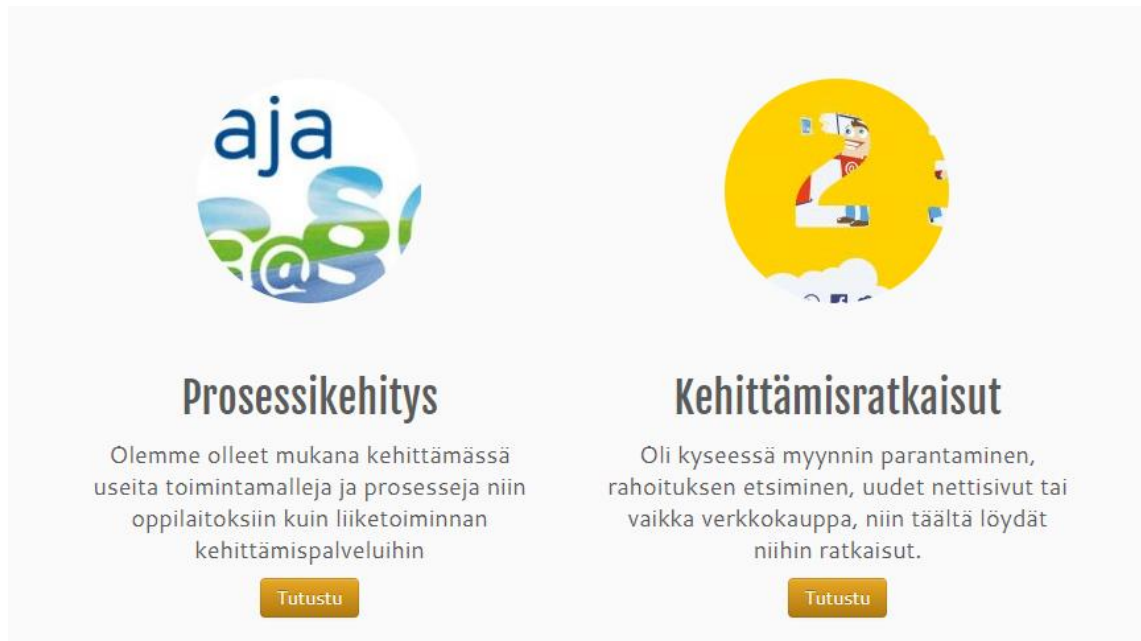 aja
@S
2
Prosessikehitys
Olemme olleet mukana kehittämässä
useita toimintamalleja ja prosesseja niin
oppilaitoksiin kuin liiketoiminnan
kehittämispalveluihin
Tutustu
Kehittämisratkaisut
Oli kyseessä myynnin parantaminen,
rahoituksen etsiminen, uudet nettisivut tai
vaikka verkkokauppa, niin täältä löydät
niihin ratkaisut.
Tutustu